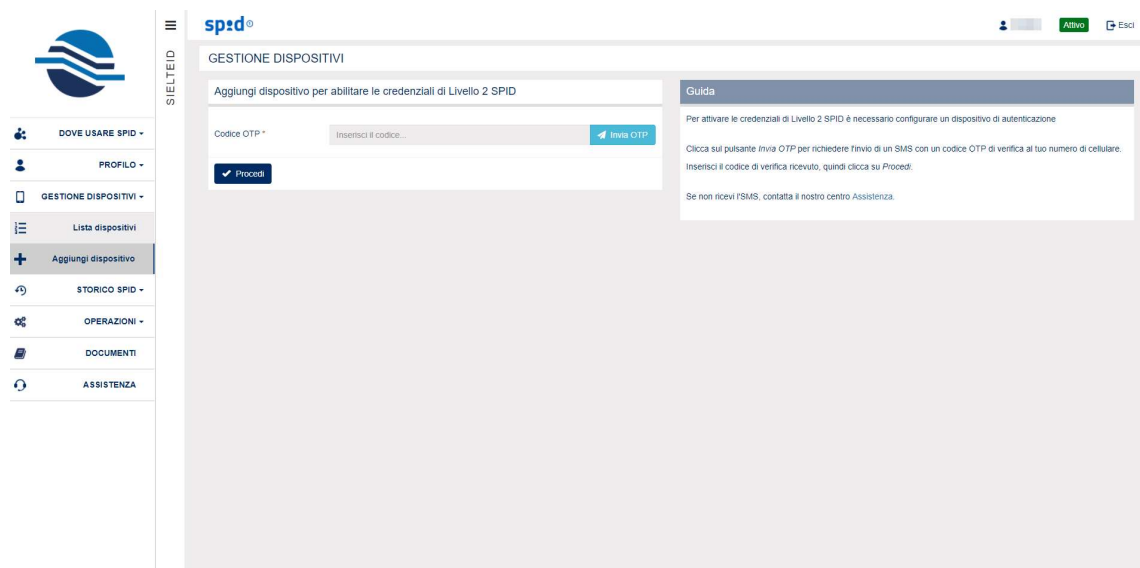 SIELTEID
spid
Attivo
Esci
GESTIONE DISPOSITIVI
Aggiungi dispositivo per abilitare le credenziali di Livello 2 SPID
Codice OTP *
Inserisci il codice...
Invia OTP
Procedi
Guida
Per attivare le credenziali di Livello 2 SPID è necessario configurare un dispositivo di autenticazione
Clicca sul pulsante Invia OTP per richiedere l'invio di un SMS con un codice OTP di verifica al tuo numero di cellulare.
Inserisci il codice di verifica ricevuto, quindi clicca su Procedi.
Se non ricevi l'SMS, contatta il nostro centro Assistenza.
DOVE USARE SPID
PROFILO
GESTIONE DISPOSITIVI
Lista dispositivi
Aggiungi dispositivo
STORICO SPID
OPERAZIONI
DOCUMENTI
ASSISTENZA